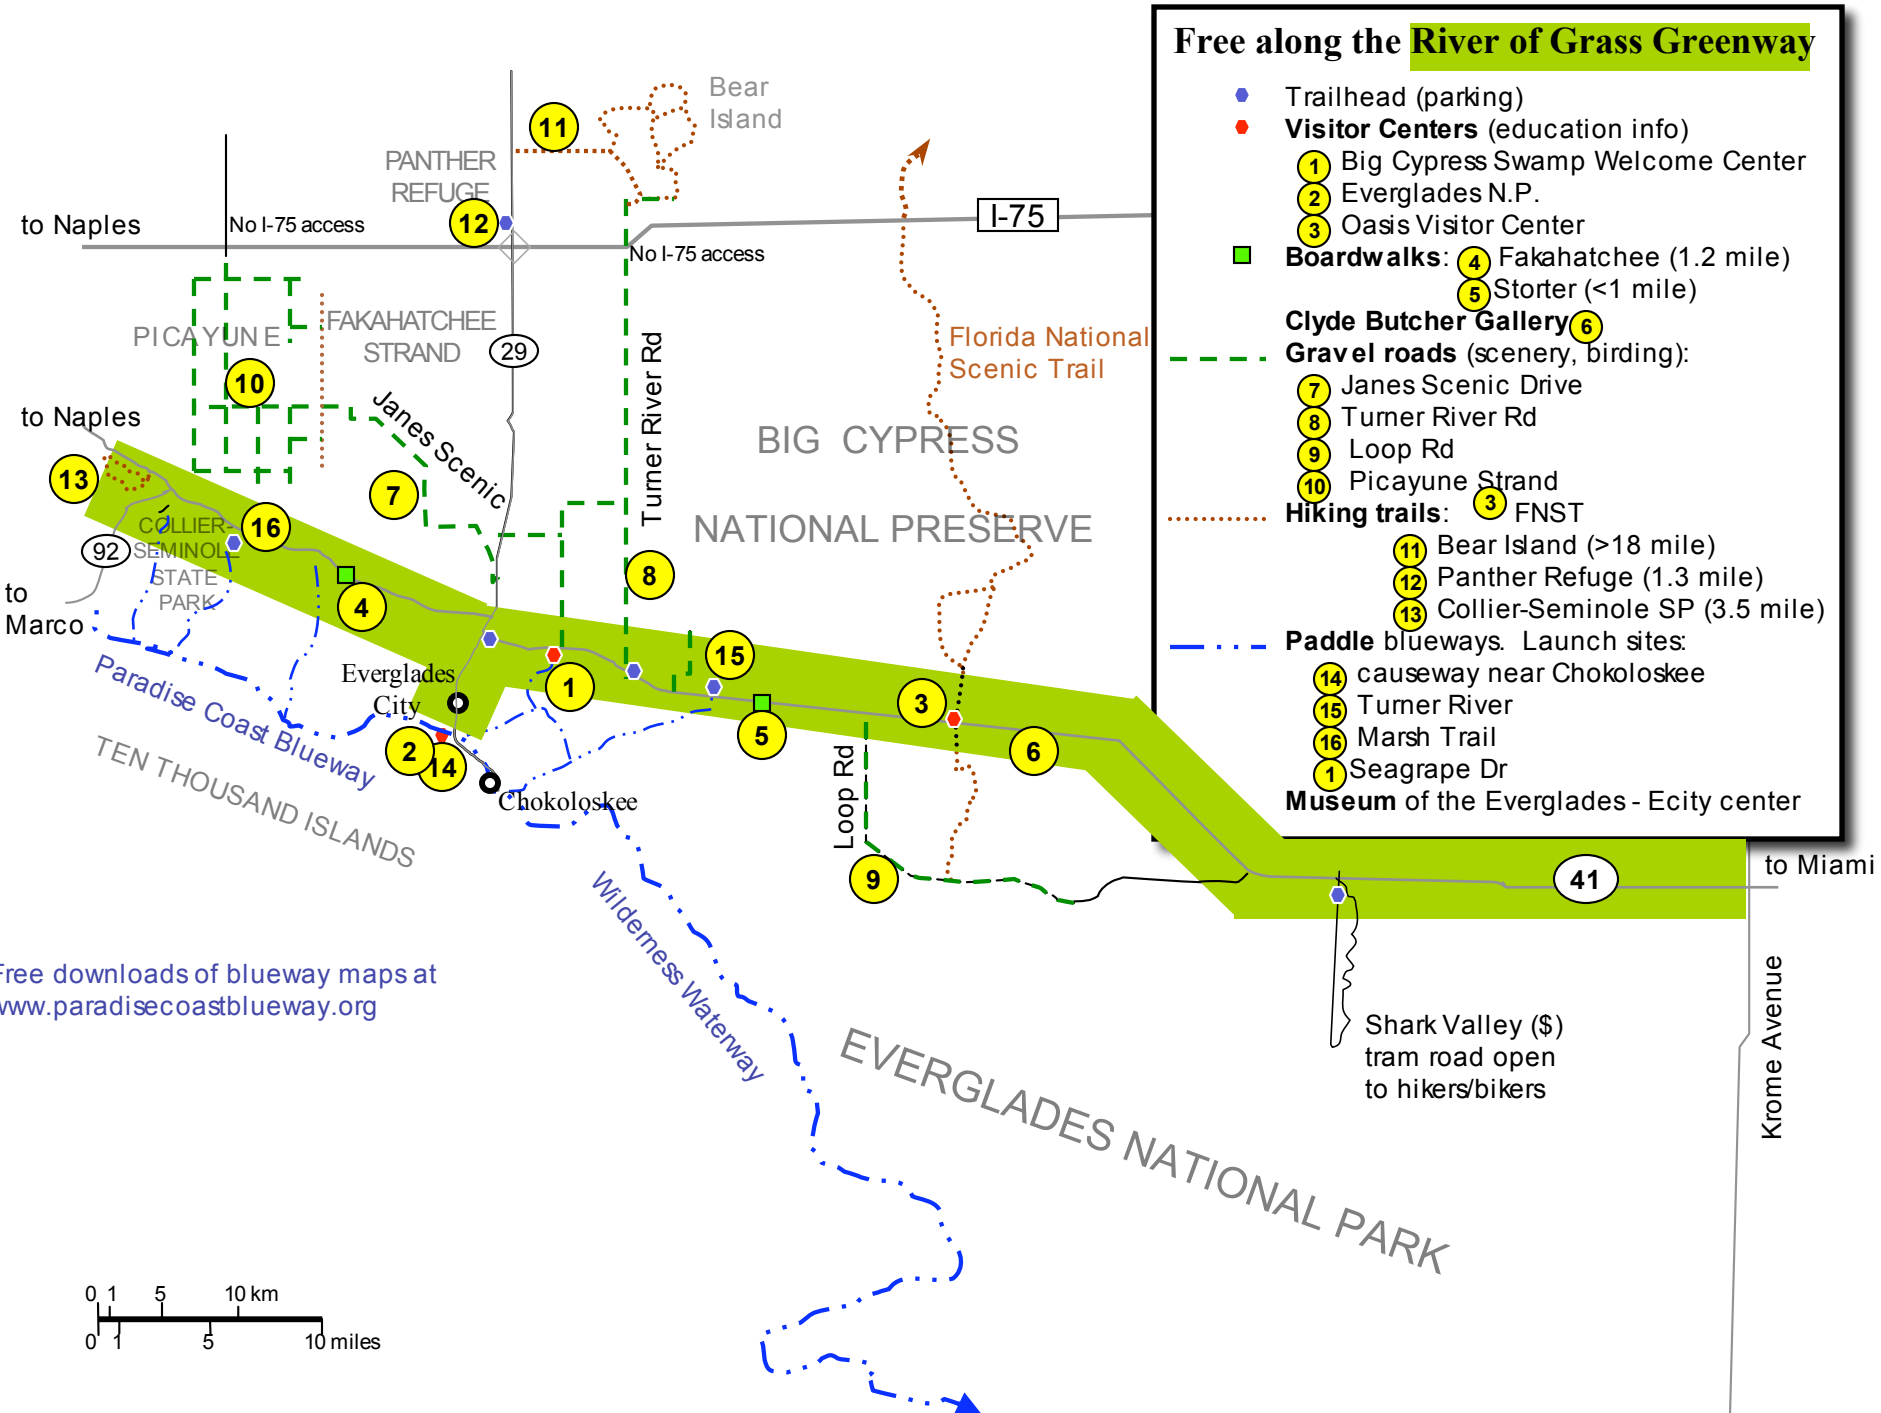 Free along the River of Grass Greenway
Trailhead (parking)
Visitor Centers (education info)
1 Big Cypress Swamp Welcome Center
2 Everglades N.P.
3 Oasis Visitor Center
Boardwalks: 4 Fakahatchee (1.2 mile)
5 Storter (<1 mile)
Clyde Butcher Gallery 6
Gravel roads (scenery, birding):
7 Janes Scenic Drive
8 Turner River Rd
9 Loop Rd
10 Picayune Strand
Hiking trails: 3 FNST
11 Bear Island (>18 mile)
12 Panther Refuge (1.3 mile)
13 Collier-Seminole SP (3.5 mile)
Paddle blueways. Launch sites:
14 causeway near Chokoloskee
15 Turner River
16 Marsh Trail
1 Seagrape Dr
Museum of the Everglades - Ecity center
Bear
Island
11
PANTHER
REFUGE
12
to Naples
No I-75 access
No I-75 access
I-75
PICAYUNE
10
FAKAHATCHEE
STRAND
29
Turner River Rd
Florida National
Scenic Trail
to Naples
Janes Scenic
BIG CYPRESS
NATIONAL PRESERVE
13
7
16
92
COLLIER-
SEMINOLE
STATE
PARK
8
4
to
Marco
Everglades
City
1
15
3
5
6
2
14
Chokoloskee
Paradise Coast Blueway
TEN THOUSAND ISLANDS
Loop Rd
9
41
to Miami
Wilderness Waterway
Free downloads of blueway maps at
www.paradisecoastblueway.org
EVERGLADES NATIONAL PARK
Shark Valley ($)
tram road open
to hikers/bikers
Krome Avenue
0 1 5 10 km
0 1 5 10 miles